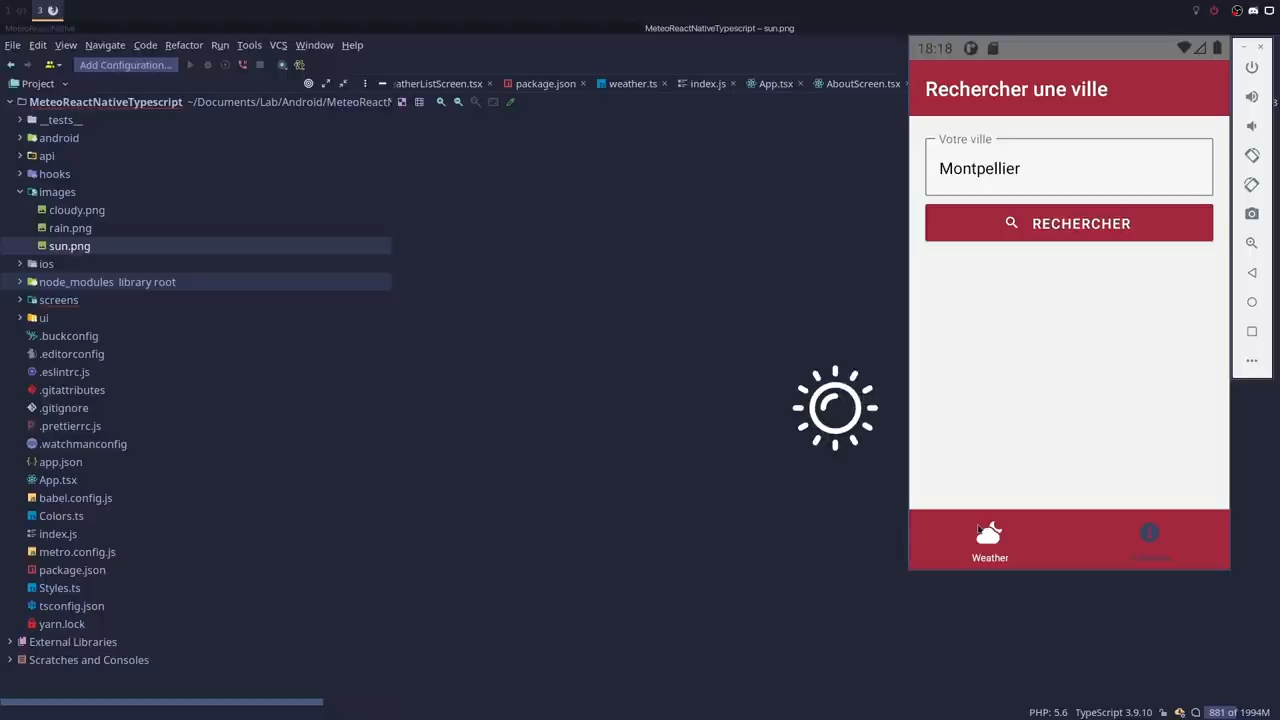 3
MeteoReactNative
MeteoReactNativeTypescript – sun.png
File Edit View Navigate Code Refactor Run Tools VCS Window Help
Add Configuration...
Project
atherListScreen.tsx package.json weather.ts index.js App.tsx AboutScreen.tsx
MeteoReactNativeTypescript ~/Documents/Lab/Android/MeteoReactN
__tests__
android
api
hooks
images
cloudy.png
rain.png
sun.png
ios
node_modules library root
screens
ui
.buckconfig
.editorconfig
.eslintrc.js
.gitattributes
.gitignore
.prettierrc.js
.watchmanconfig
app.json
App.tsx
babel.config.js
Colors.ts
index.js
metro.config.js
package.json
Styles.ts
tsconfig.json
yarn.lock
External Libraries
Scratches and Consoles
18:18
Rechercher une ville
Votre ville
Montpellier
RECHERCHER
Weather
PHP: 5.6 TypeScript 3.9.10 881 of 1994M